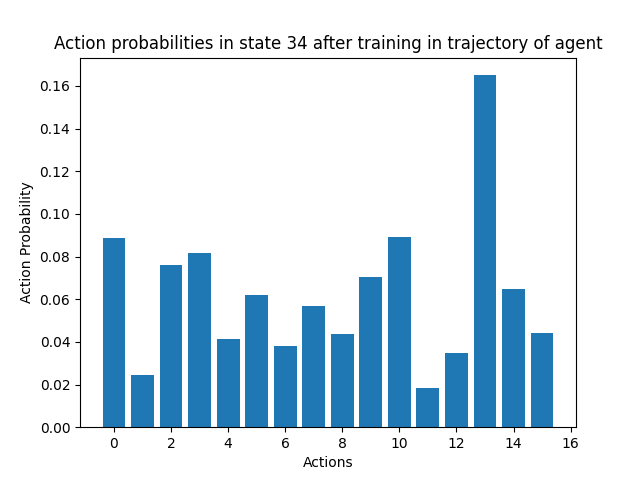 Action probabilities in state 34 after training in trajectory of agent
0.16
0.14
0.12
0.10
0.08
0.06
0.04
0.02
0.00
Action Probability
0 2 4 6 8 10 12 14 16
Actions